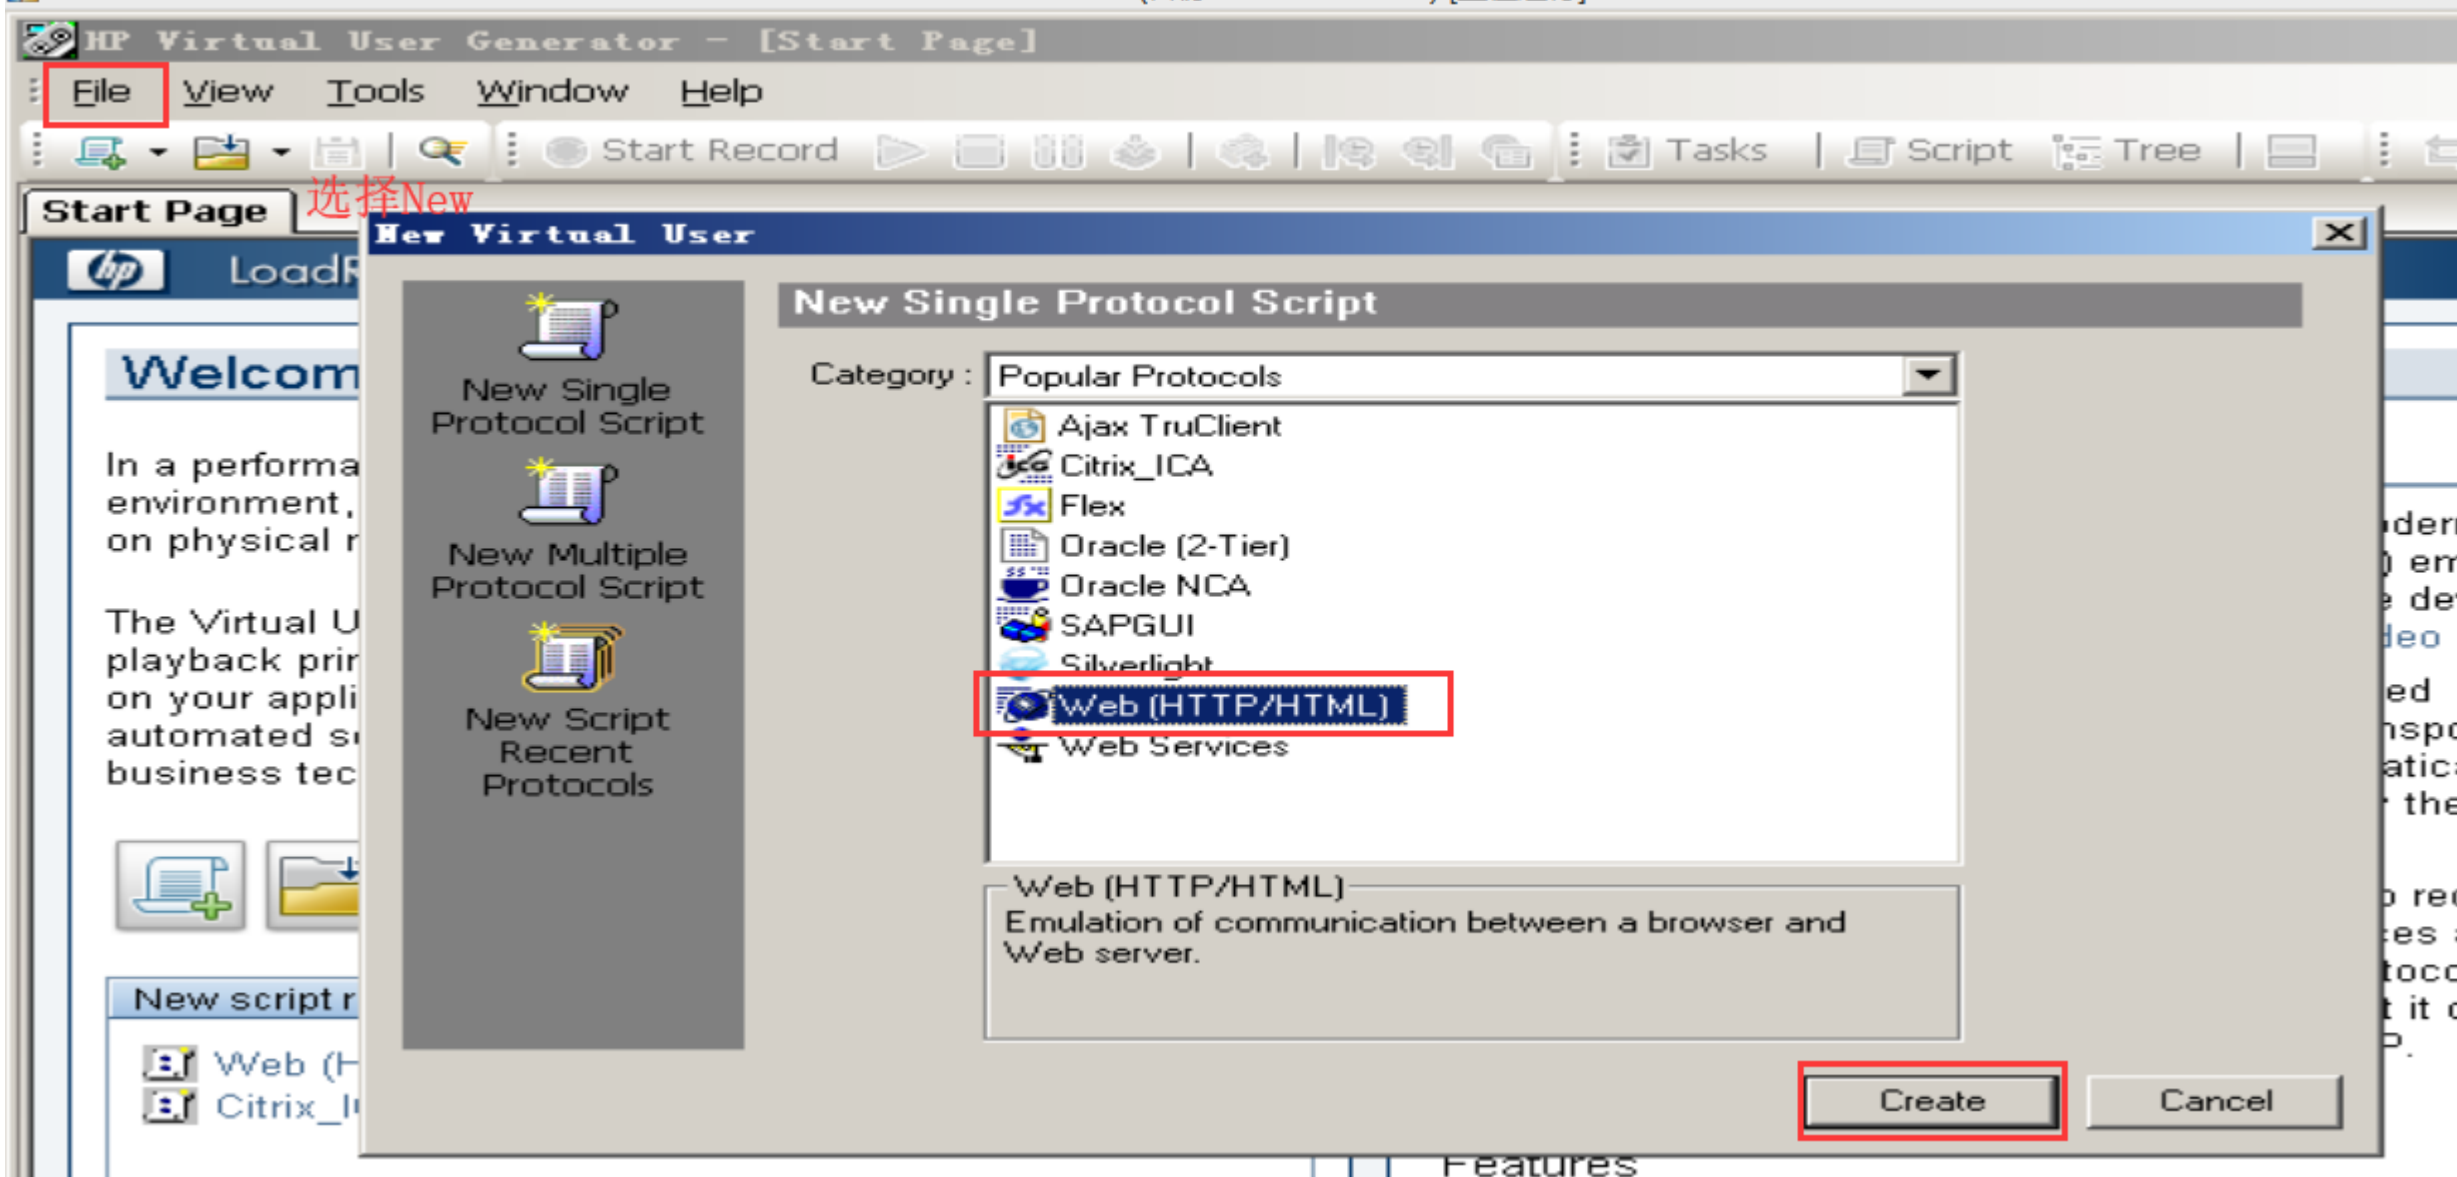 HP Virtual User Generator - [Start Page]
File View Tools Window Help
Start Record Tasks Script Tree
选择New
Start Page
New Virtual User
hp
New Single Protocol Script
Welcom
New Single
Protocol Script
New Multiple
Protocol Script
New Script
Recent
Protocols
Category :
Popular Protocols
Ajax TruClient
Citrix_ICA
Flex
Oracle (2-Tier)
Oracle NCA
SAPGUI
Silverlight
Web (HTTP/HTML)
Web Services
Web (HTTP/HTML)
Emulation of communication between a browser and
Web server.
In a performa
environment,
on physical r
The Virtual U
playback prin
on your appli
automated s
business tec
New script r
Web (H
Citrix_I
Create Cancel
Features